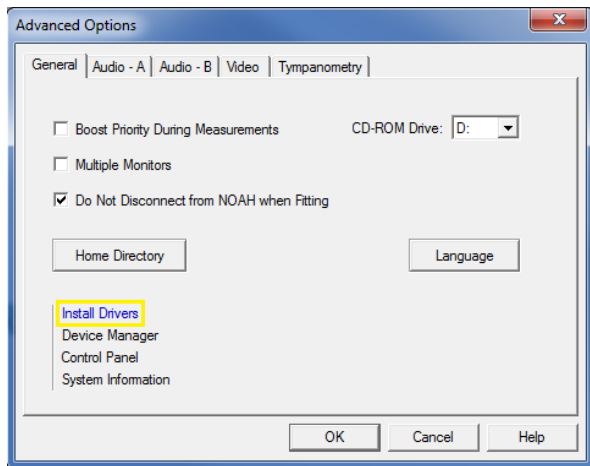 Advanced Options
General Audio - A Audio - B Video Tympanometry
Boost Priority During Measurements CD-ROM Drive: D:
Multiple Monitors
Do Not Disconnect from NOAH when Fitting
Home Directory Language
Install Drivers
Device Manager
Control Panel
System Information
OK Cancel Help